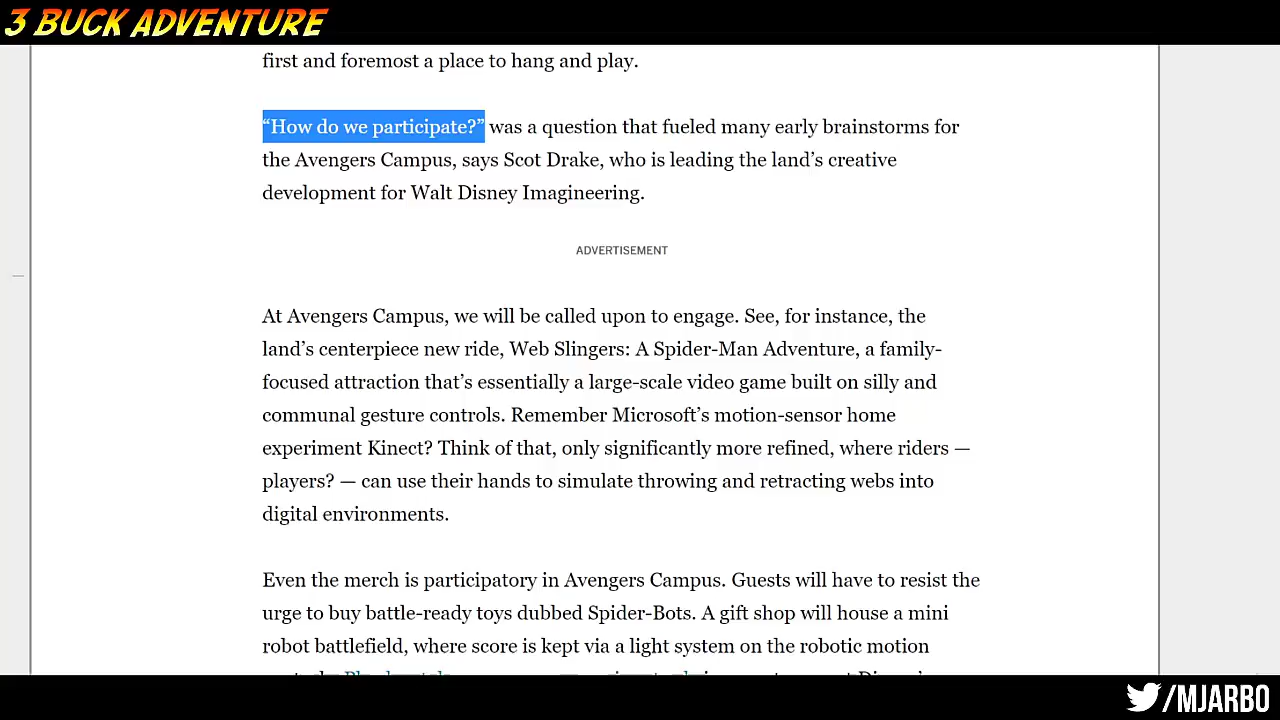 3 BUCK ADVENTURE
first and foremost a place to hang and play.
“How do we participate?” was a question that fueled many early brainstorms for
the Avengers Campus, says Scot Drake, who is leading the land’s creative
development for Walt Disney Imagineering.
ADVERTISEMENT
At Avengers Campus, we will be called upon to engage. See, for instance, the
land’s centerpiece new ride, Web Slingers: A Spider-Man Adventure, a family-
focused attraction that’s essentially a large-scale video game built on silly and
communal gesture controls. Remember Microsoft’s motion-sensor home
experiment Kinect? Think of that, only significantly more refined, where riders —
players? — can use their hands to simulate throwing and retracting webs into
digital environments.
Even the merch is participatory in Avengers Campus. Guests will have to resist the
urge to buy battle-ready toys dubbed Spider-Bots. A gift shop will house a mini
robot battlefield, where score is kept via a light system on the robotic motion
/MJARBO